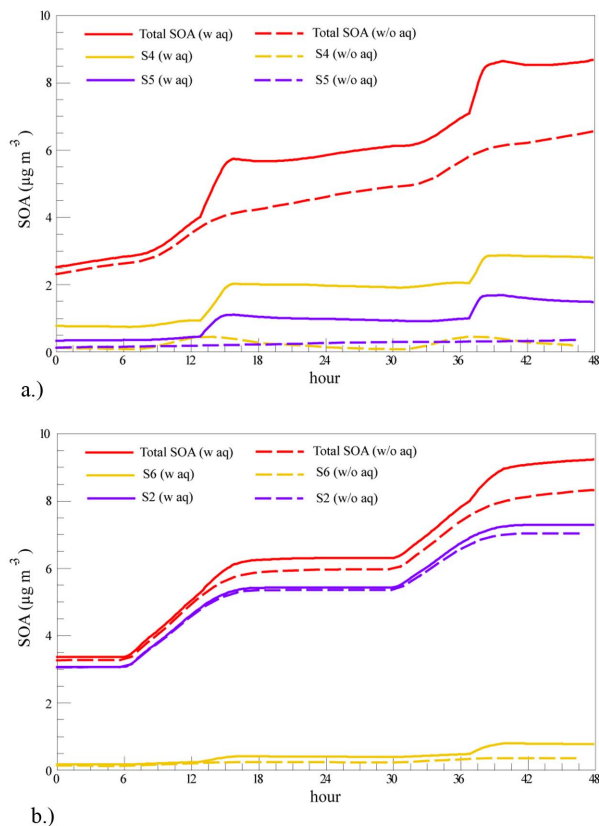 10
8
6
4
2
0
SOA (µg m⁻³)
Total SOA (w aq) Total SOA (w/o aq)
S4 (w aq) S4 (w/o aq)
S5 (w aq) S5 (w/o aq)
0 6 12 18 24 30 36 42 48
hour
a.)
10
8
6
4
2
0
SOA (µg m⁻³)
Total SOA (w aq) Total SOA (w/o aq)
S6 (w aq) S6 (w/o aq)
S2 (w aq) S2 (w/o aq)
0 6 12 18 24 30 36 42 48
hour
b.)